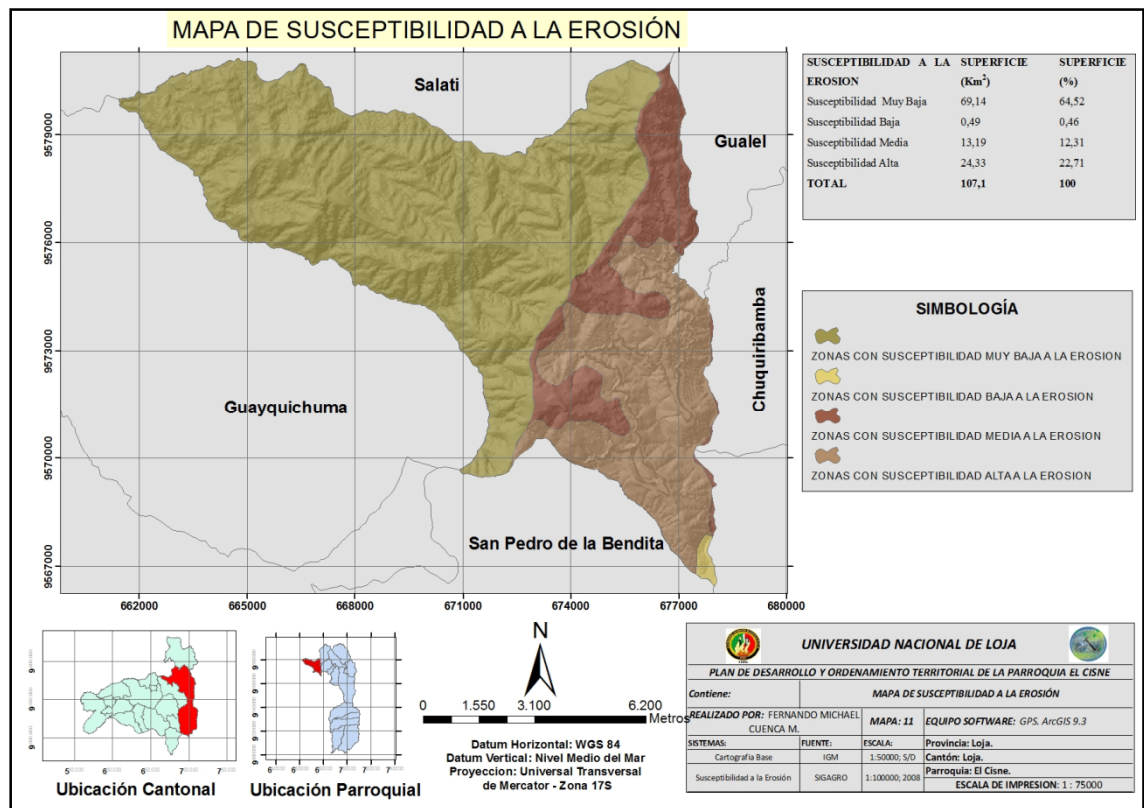 MAPA DE SUSCEPTIBILIDAD A LA EROSIÓN
Salati
Gualel
Chuquiribamba
Guayquichuma
San Pedro de la Bendita
9579000
9576000
9573000
9570000
9567000
662000 665000 668000 671000 674000 677000 680000
SUSCEPTIBILIDAD A LA EROSION SUPERFICIE (Km²) SUPERFICIE (%)
Susceptibilidad Muy Baja 69,14 64,52
Susceptibilidad Baja 0,49 0,46
Susceptibilidad Media 13,19 12,31
Susceptibilidad Alta 24,33 22,71
TOTAL 107,1 100
SIMBOLOGÍA
ZONAS CON SUSCEPTIBILIDAD MUY BAJA A LA EROSION
ZONAS CON SUSCEPTIBILIDAD BAJA A LA EROSION
ZONAS CON SUSCEPTIBILIDAD MEDIA A LA EROSION
ZONAS CON SUSCEPTIBILIDAD ALTA A LA EROSION
Ubicación Cantonal
Ubicación Parroquial
N
0 1.550 3.100 6.200
Metros
Datum Horizontal: WGS 84
Datum Vertical: Nivel Medio del Mar
Proyeccion: Universal Transversal
de Mercator - Zona 17S
UNIVERSIDAD NACIONAL DE LOJA
PLAN DE DESARROLLO Y ORDENAMIENTO TERRITORIAL DE LA PARROQUIA EL CISNE
Contiene: MAPA DE SUSCEPTIBILIDAD A LA EROSIÓN
REALIZADO POR: FERNANDO MICHAEL CUENCA M. MAPA: 11 EQUIPO SOFTWARE: GPS. ArcGIS 9.3
SISTEMAS: FUENTE: ESCALA: Provincia: Loja.
Cartografia Base IGM 1:50000; S/D Cantón: Loja.
Susceptibilidad a la Erosión SIGAGRO 1:100000; 2008 Parroquia: El Cisne.
ESCALA DE IMPRESION: 1 : 75000